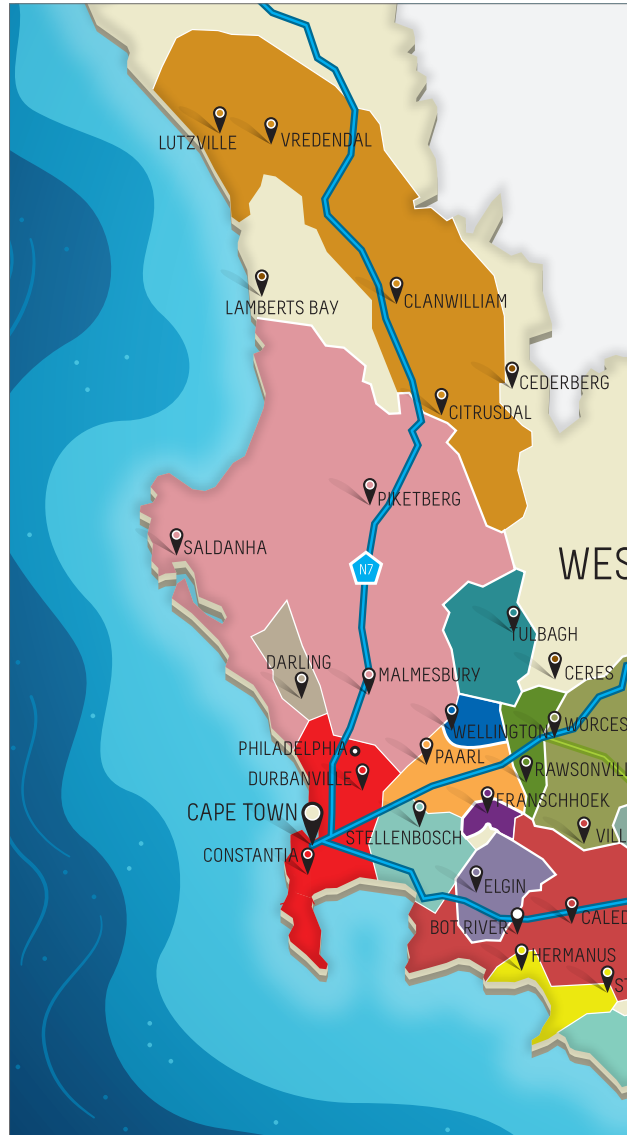 LUTZVILLE
VREDENDAL
LAMBERTS BAY
CLANWILLIAM
CEDERBERG
CITRUSDAL
PIKETBERG
SALDANHA
WES
N7
TULBAGH
DARLING
CERES
MALMESBURY
WELLINGTON
WORCES
PHILADELPHIA
PAARL
DURBANVILLE
RAWSONVILL
FRANSCHHOEK
CAPE TOWN
STELLENBOSCH
VILL
CONSTANTIA
ELGIN
BOT RIVER
CALED
HERMANUS
ST